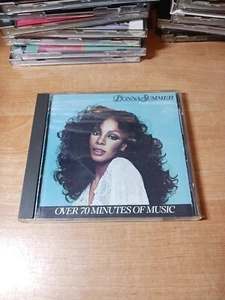 DONNA SUMMER
OVER 70 MINUTES OF MUSIC